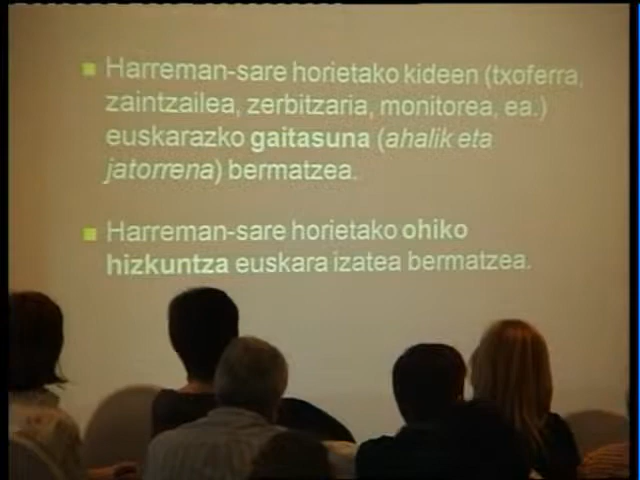 Harreman-sare horietako kideen (txoferra,
zaintzailea, zerbitzaria, monitorea, ea.)
euskarazko gaitasuna (ahalik eta
jatorrena) bermatzea.
Harreman-sare horietako ohiko
hizkuntza euskara izatea bermatzea.